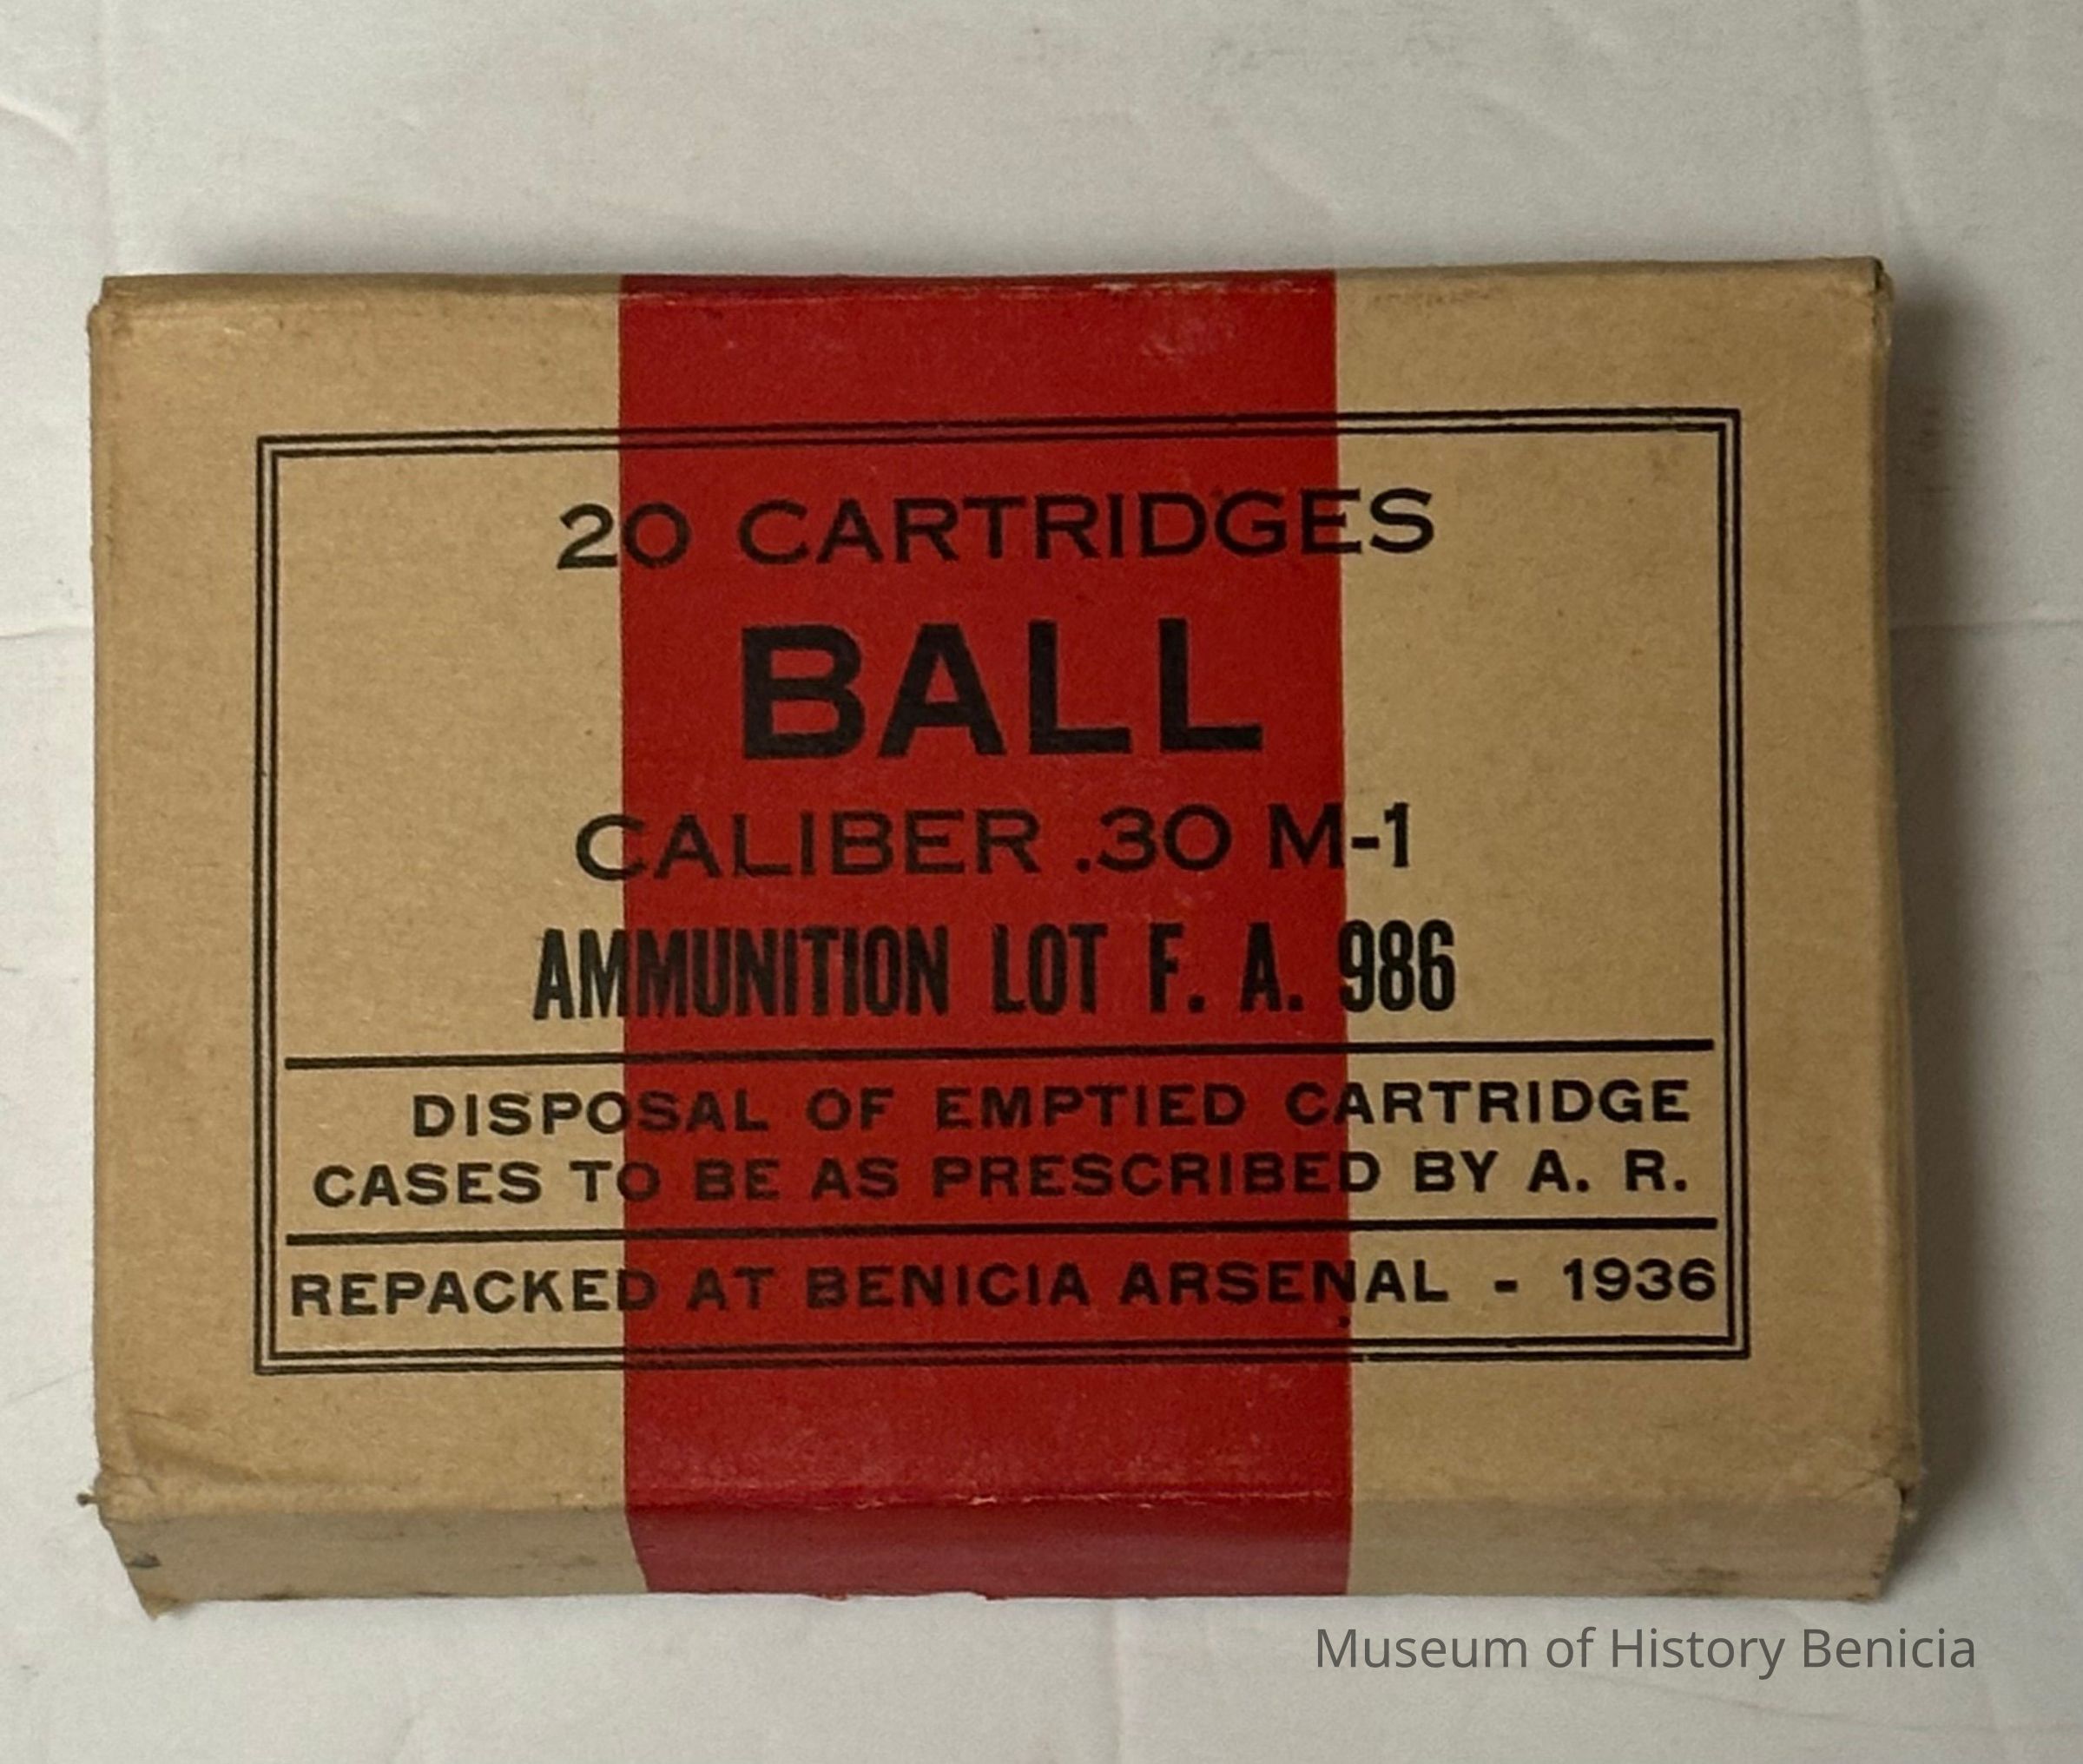 20 CARTRIDGES
BALL
CALIBER .30 M-1
AMMUNITION LOT F. A. 986
DISPOSAL OF EMPTIED CARTRIDGE
CASES TO BE AS PRESCRIBED BY A. R.
REPACKED AT BENICIA ARSENAL - 1936
Museum of History Benicia